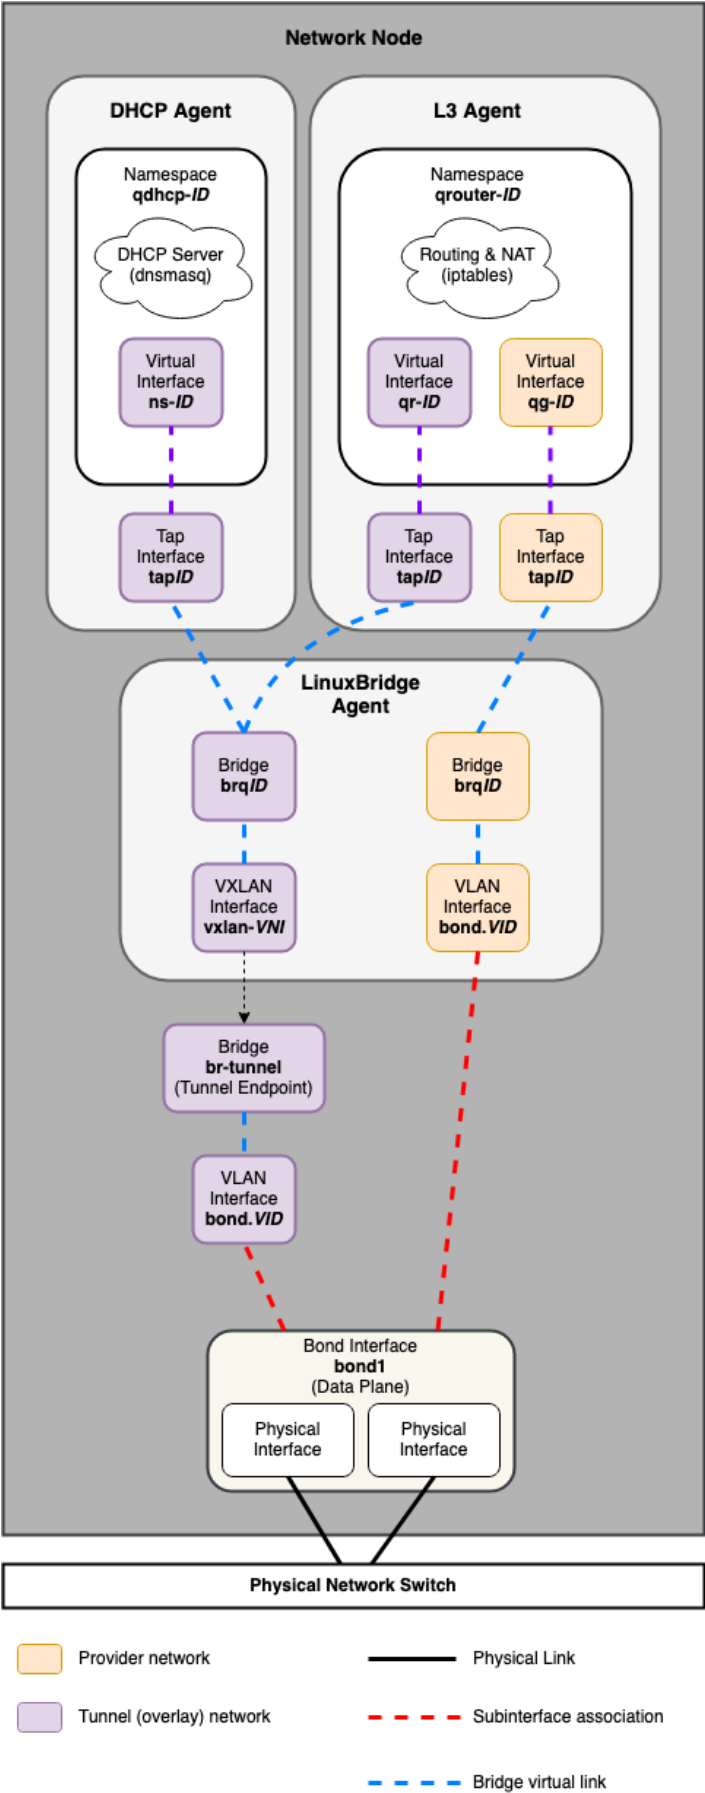 Network Node
DHCP Agent
Namespace
qdhcp-ID
DHCP Server
(dnsmasq)
Virtual
Interface
ns-ID
Tap
Interface
tapID
L3 Agent
Namespace
qrouter-ID
Routing & NAT
(iptables)
Virtual
Interface
qr-ID
Virtual
Interface
qg-ID
Tap
Interface
tapID
Tap
Interface
tapID
LinuxBridge
Agent
Bridge
brqID
Bridge
brqID
VXLAN
Interface
vxlan-VNI
VLAN
Interface
bond.VID
Bridge
br-tunnel
(Tunnel Endpoint)
VLAN
Interface
bond.VID
Bond Interface
bond1
(Data Plane)
Physical
Interface
Physical
Interface
Physical Network Switch
Provider network
Physical Link
Tunnel (overlay) network
Subinterface association
Bridge virtual link